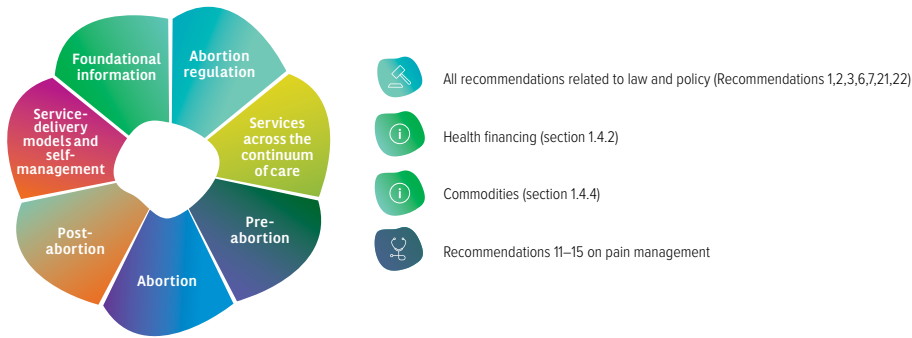 Foundational
information
Abortion
regulation
Services
across the
continuum
of care
Pre-
abortion
Abortion
Post-
abortion
Service-
delivery
models and
self-
management
All recommendations related to law and policy (Recommendations 1,2,3,6,7,21,22)
Health financing (section 1.4.2)
Commodities (section 1.4.4)
Recommendations 11–15 on pain management